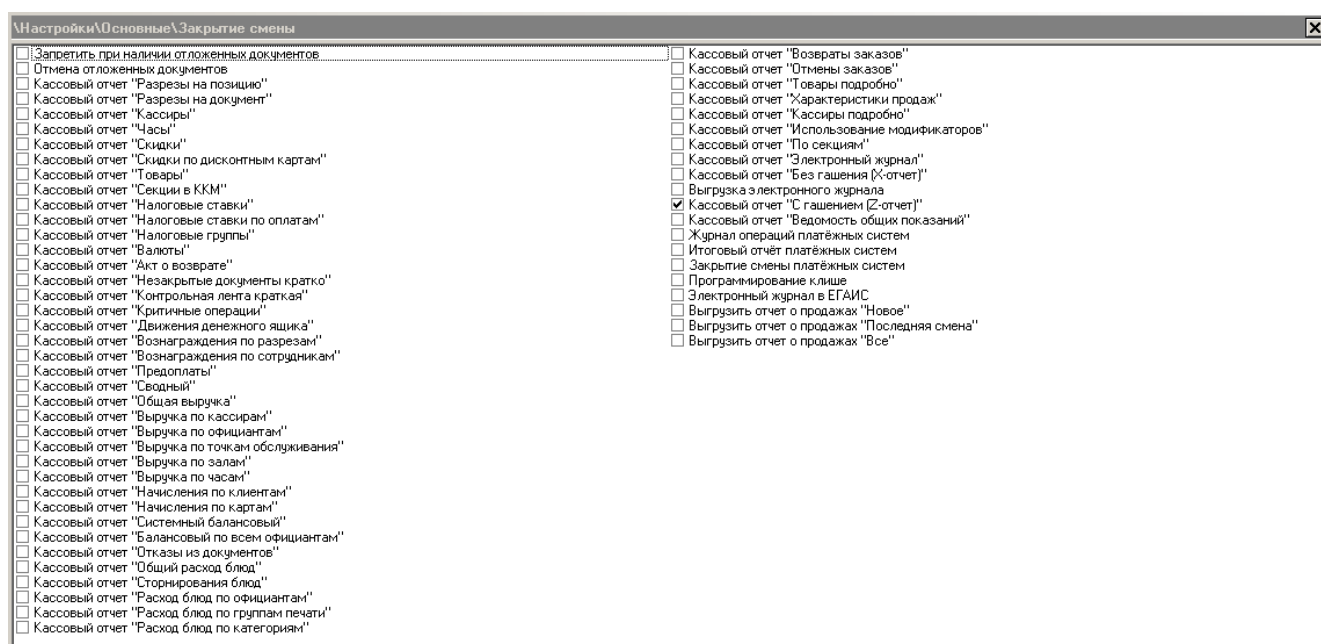 \Настройки\Основные\Закрытие смены
Запретить при наличии отложенных документов
Отмена отложенных документов
Кассовый отчет "Разрезы на позицию"
Кассовый отчет "Разрезы на документ"
Кассовый отчет "Кассиры"
Кассовый отчет "Часы"
Кассовый отчет "Скидки"
Кассовый отчет "Скидки по дисконтным картам"
Кассовый отчет "Товары"
Кассовый отчет "Секции в ККМ"
Кассовый отчет "Налоговые ставки"
Кассовый отчет "Налоговые ставки по оплатам"
Кассовый отчет "Налоговые группы"
Кассовый отчет "Валюты"
Кассовый отчет "Акт о возврате"
Кассовый отчет "Незакрытые документы кратко"
Кассовый отчет "Контрольная лента краткая"
Кассовый отчет "Критичные операции"
Кассовый отчет "Движения денежного ящика"
Кассовый отчет "Вознаграждения по разрезам"
Кассовый отчет "Вознаграждения по сотрудникам"
Кассовый отчет "Предоплаты"
Кассовый отчет "Сводный"
Кассовый отчет "Общая выручка"
Кассовый отчет "Выручка по кассирам"
Кассовый отчет "Выручка по официантам"
Кассовый отчет "Выручка по точкам обслуживания"
Кассовый отчет "Выручка по залам"
Кассовый отчет "Выручка по часам"
Кассовый отчет "Начисления по клиентам"
Кассовый отчет "Начисления по картам"
Кассовый отчет "Системный балансовый"
Кассовый отчет "Балансовый по всем официантам"
Кассовый отчет "Отказы из документов"
Кассовый отчет "Общий расход блюд"
Кассовый отчет "Сторнирования блюд"
Кассовый отчет "Расход блюд по официантам"
Кассовый отчет "Расход блюд по группам печати"
Кассовый отчет "Расход блюд по категориям"
Кассовый отчет "Возвраты заказов"
Кассовый отчет "Отмены заказов"
Кассовый отчет "Товары подробно"
Кассовый отчет "Характеристики продаж"
Кассовый отчет "Кассиры подробно"
Кассовый отчет "Использование модификаторов"
Кассовый отчет "По секциям"
Кассовый отчет "Электронный журнал"
Кассовый отчет "Без гашения (X-отчет)"
Выгрузка электронного журнала
Кассовый отчет "С гашением (Z-отчет)"
Кассовый отчет "Ведомость общих показаний"
Журнал операций платёжных систем
Итоговый отчёт платёжных систем
Закрытие смены платёжных систем
Программирование клише
Электронный журнал в ЕГАИС
Выгрузить отчет о продажах "Новое"
Выгрузить отчет о продажах "Последняя смена"
Выгрузить отчет о продажах "Все"